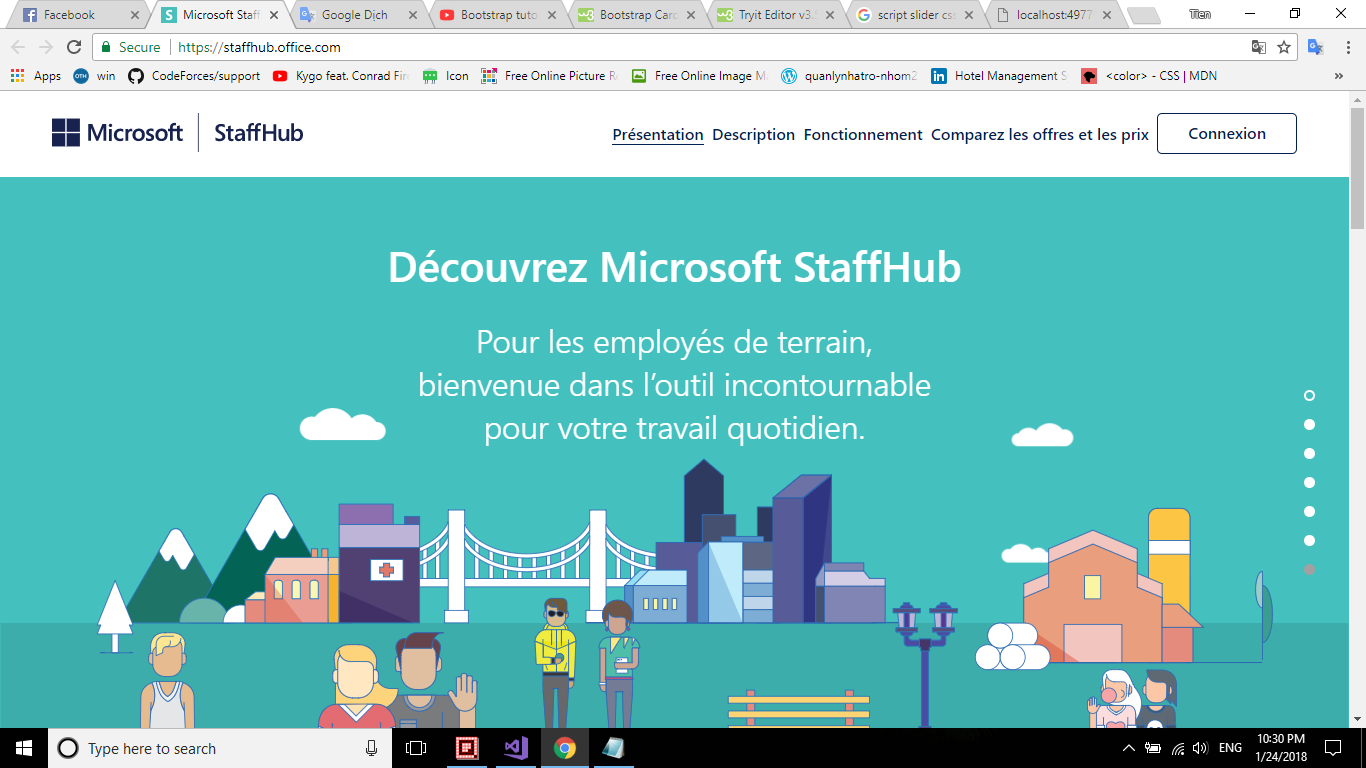 Facebook
Microsoft Staff
Google Dịch
Bootstrap tuto
Bootstrap Card
Tryit Editor v3.
script slider css
localhost:4977
Tien
Secure
https://staffhub.office.com
Apps
OTH
win
CodeForces/support
Kygo feat. Conrad Fire
Icon
Free Online Picture R
Free Online Image M
quanlynhatro-nhom2
Hotel Management S
<color> - CSS | MDN
»
Microsoft
StaffHub
Présentation
Description
Fonctionnement
Comparez les offres et les prix
Connexion
Découvrez Microsoft StaffHub
Pour les employés de terrain,
bienvenue dans l’outil incontournable
pour votre travail quotidien.
Type here to search
ENG
10:30 PM
1/24/2018